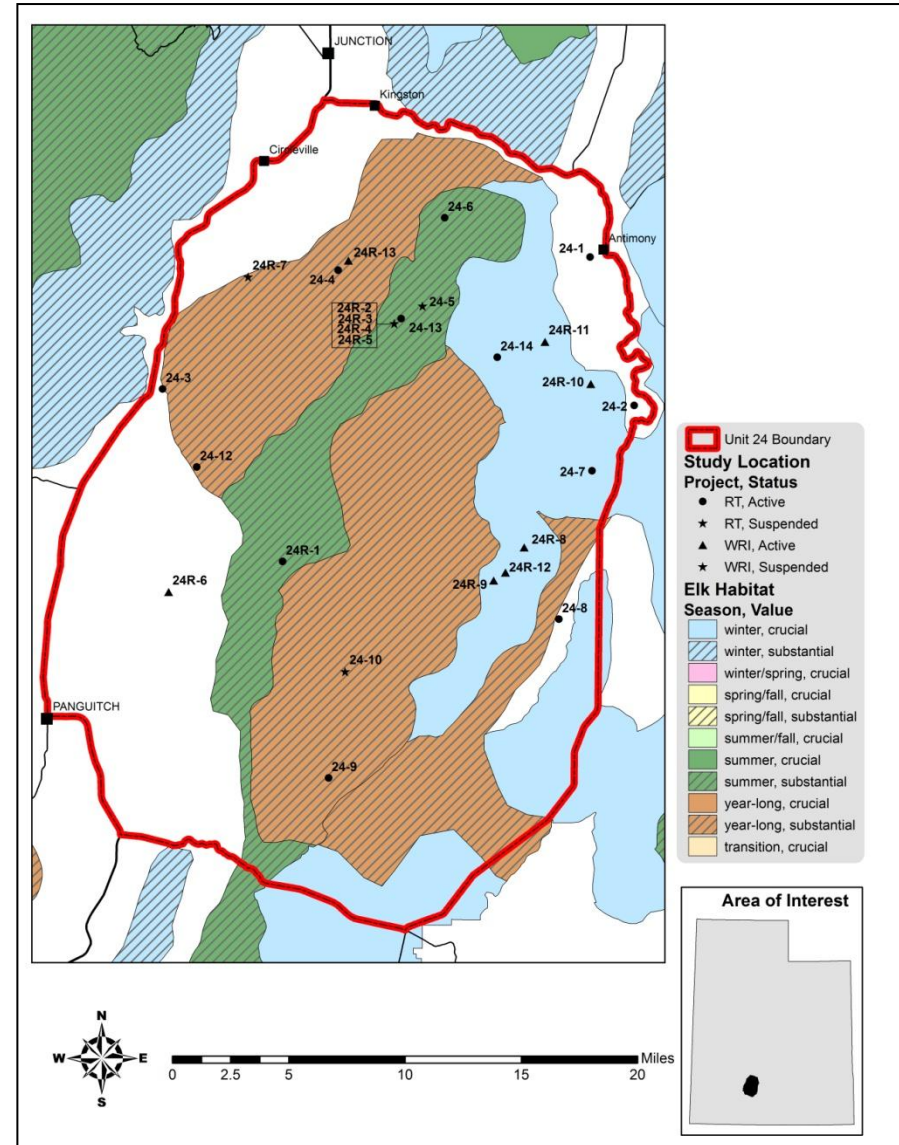 JUNCTION
Kingston
Circleville
24-6
Antimony
24-1
24R-13
24R-7
24-4
24-5
24R-2
24R-3
24R-4
24R-5
24-13
24R-11
24-14
24R-10
24-3
24-2
24-12
24-7
24R-8
24R-1
24R-12
24R-9
24R-6
24-8
24-10
PANGUITCH
24-9
Unit 24 Boundary
Study Location
Project, Status
RT, Active
RT, Suspended
WRI, Active
WRI, Suspended
Elk Habitat
Season, Value
winter, crucial
winter, substantial
winter/spring, crucial
spring/fall, crucial
spring/fall, substantial
summer/fall, crucial
summer, crucial
summer, substantial
year-long, crucial
year-long, substantial
transition, crucial
Area of Interest
N
W E
S
Miles
0 2.5 5 10 15 20